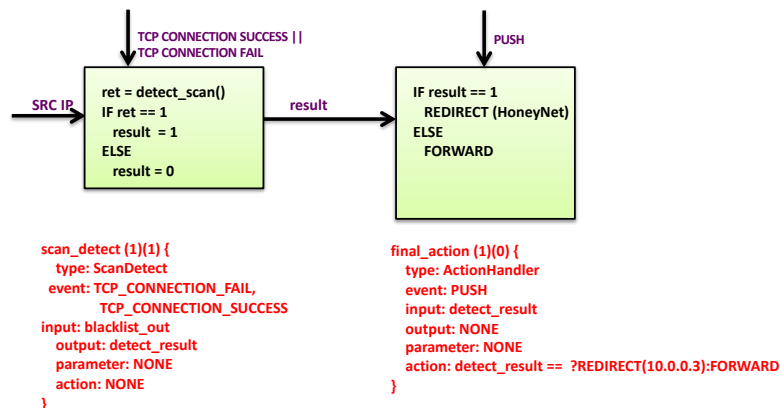 TCP CONNECTION SUCCESS ||
TCP CONNECTION FAIL
PUSH
SRC IP
ret = detect_scan()
IF ret == 1
result = 1
ELSE
result = 0
result
IF result == 1
REDIRECT (HoneyNet)
ELSE
FORWARD
scan_detect (1)(1) {
type: ScanDetect
event: TCP_CONNECTION_FAIL,
TCP_CONNECTION_SUCCESS
input: blacklist_out
output: detect_result
parameter: NONE
action: NONE
}
final_action (1)(0) {
type: ActionHandler
event: PUSH
input: detect_result
output: NONE
parameter: NONE
action: detect_result == ?REDIRECT(10.0.0.3):FORWARD
}